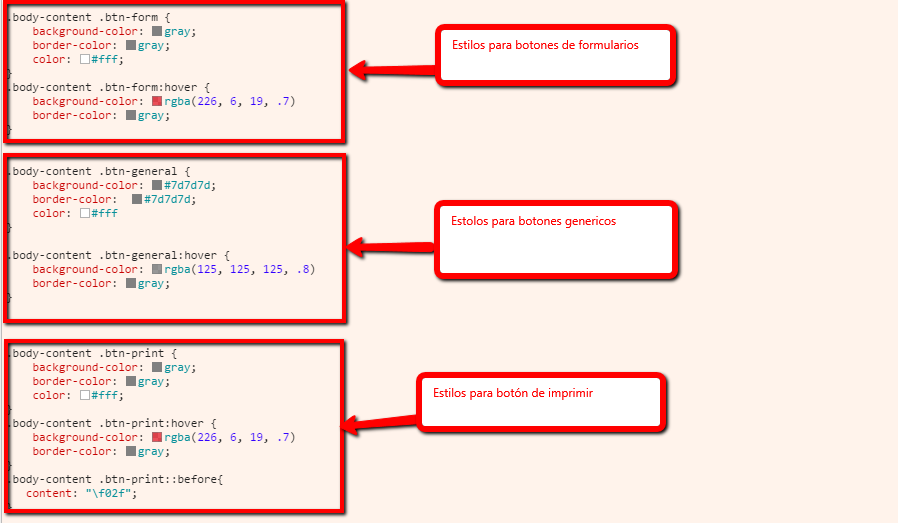 .body-content .btn-form {
background-color: gray;
border-color: gray;
color: #fff;
}
.body-content .btn-form:hover {
background-color: rgba(226, 6, 19, .7)
border-color: gray;
}
Estilos para botones de formularios
.body-content .btn-general {
background-color: #7d7d7d;
border-color: #7d7d7d;
color: #fff
}
.body-content .btn-general:hover {
background-color: rgba(125, 125, 125, .8)
border-color: gray;
}
Estolos para botones genericos
.body-content .btn-print {
background-color: gray;
border-color: gray;
color: #fff;
}
.body-content .btn-print:hover {
background-color: rgba(226, 6, 19, .7)
border-color: gray;
}
.body-content .btn-print::before{
content: "\f02f";
}
Estilos para botón de imprimir